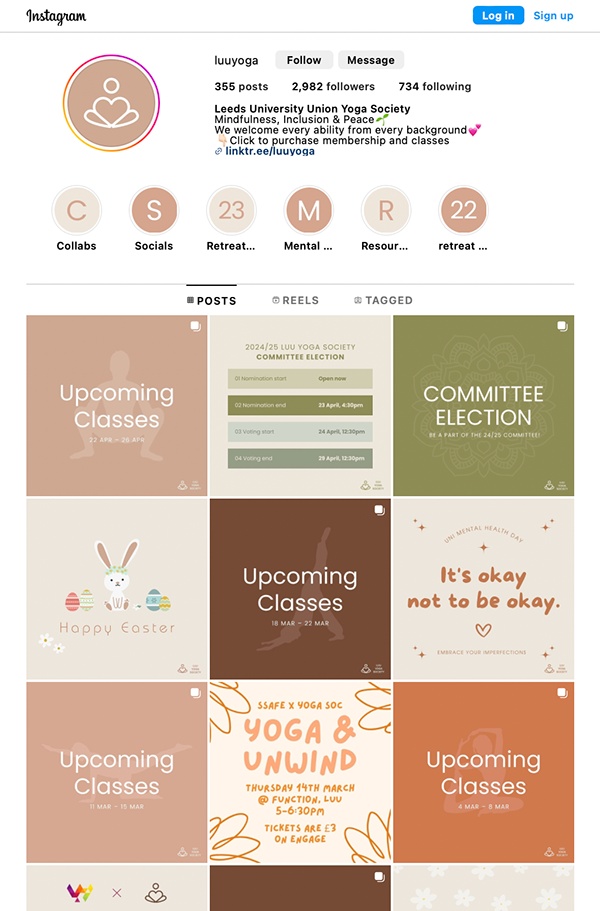 Instagram
Log in
Sign up
luuyoga
Follow
Message
355 posts
2,982 followers
734 following
Leeds University Union Yoga Society
Mindfulness, Inclusion & Peace🌱
We welcome every ability from every background💕
👇🏻Click to purchase membership and classes
linktr.ee/luuyoga
C
S
23
M
R
22
Collabs
Socials
Retreat...
Mental ...
Resour...
retreat ...
POSTS
REELS
TAGGED
Upcoming
Classes
22 APR – 26 APR
2024/25 LUU YOGA SOCIETY
COMMITTEE ELECTION
01 Nomination start Open now
02 Nomination end 23 April, 4:30pm
03 Voting start 24 April, 12:20pm
04 Voting end 29 April, 12:30pm
COMMITTEE
ELECTION
BE A PART OF THE 24/25 COMMITTEE!
Happy Easter
Upcoming
Classes
18 MAR – 22 MAR
UNI MENTAL HEALTH DAY
It's okay
not to be okay.
EMBRACE YOUR IMPERFECTIONS
Upcoming
Classes
11 MAR – 15 MAR
SSAFE X YOGA SOC
YOGA &
UNWIND
THURSDAY 14TH MARCH
@ FUNCTION, LUU
5-6:30PM
TICKETS ARE £3
ON ENGAGE
Upcoming
Classes
4 MAR – 8 MAR